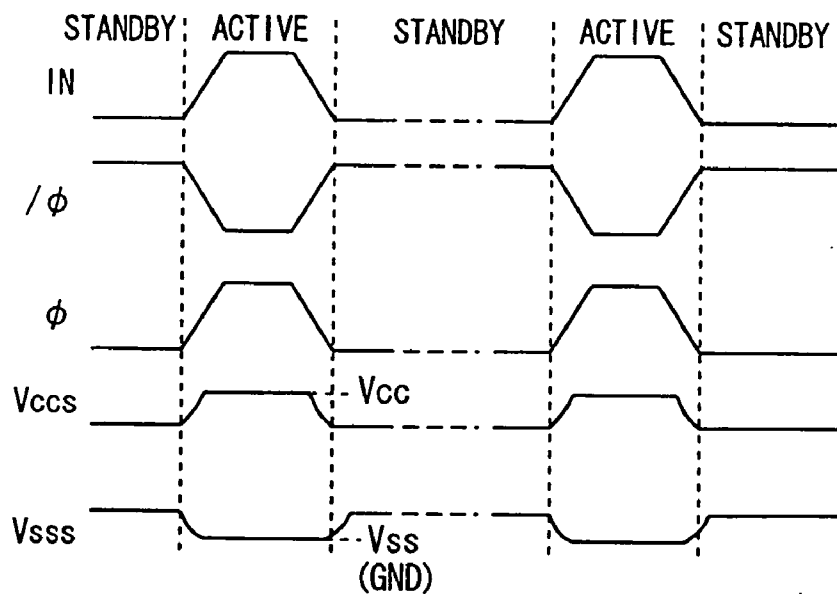 STANDBY ACTIVE STANDBY ACTIVE STANDBY
IN
/φ
φ
Vccs
Vcc
Vsss
Vss
(GND)